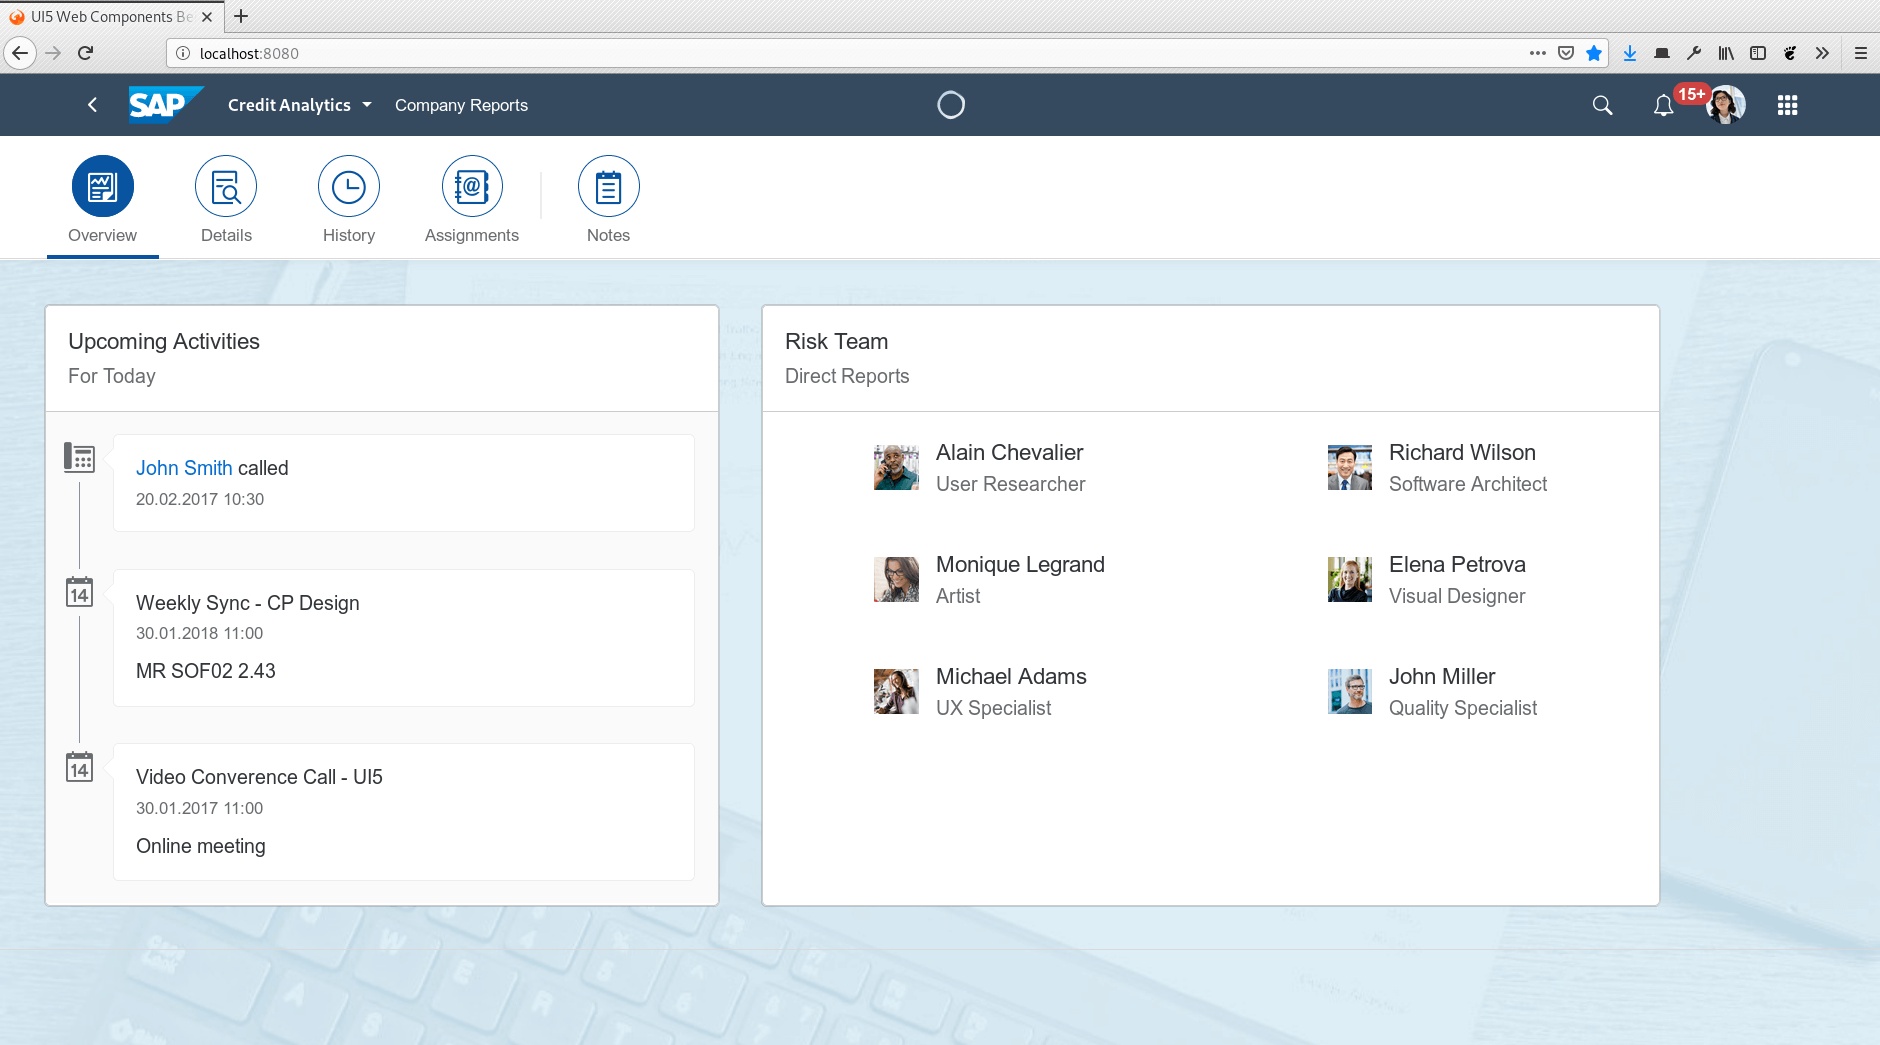 UI5 Web Components Be
localhost:8080
SAP Credit Analytics Company Reports
15+
Overview Details History Assignments Notes
Upcoming Activities
For Today
John Smith called
20.02.2017 10:30
14
Weekly Sync - CP Design
30.01.2018 11:00
MR SOF02 2.43
14
Video Converence Call - UI5
30.01.2017 11:00
Online meeting
Risk Team
Direct Reports
Alain Chevalier
User Researcher
Richard Wilson
Software Architect
Monique Legrand
Artist
Elena Petrova
Visual Designer
Michael Adams
UX Specialist
John Miller
Quality Specialist